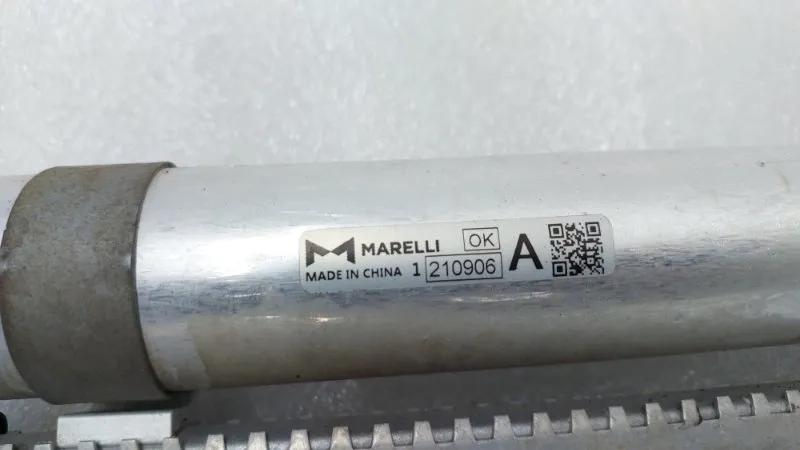 MARELLI OK
MADE IN CHINA 1 210906 A